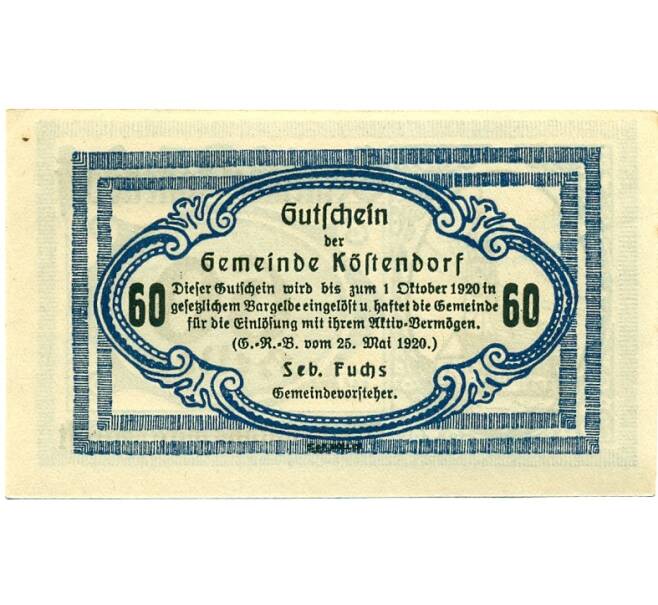 Gutschein
der
Gemeinde Köstendorf
60 Dieser Gutschein wird bis zum 1 Oktober 1920 in 60
gesetzlichem Bargelde eingelöst u. haftet die Gemeinde
für die Einlösung mit ihrem Aktiv-Vermögen.
(G.-R.-B. vom 25. Mai 1920.)
Seb. Fuchs
Gemeindevorsteher.